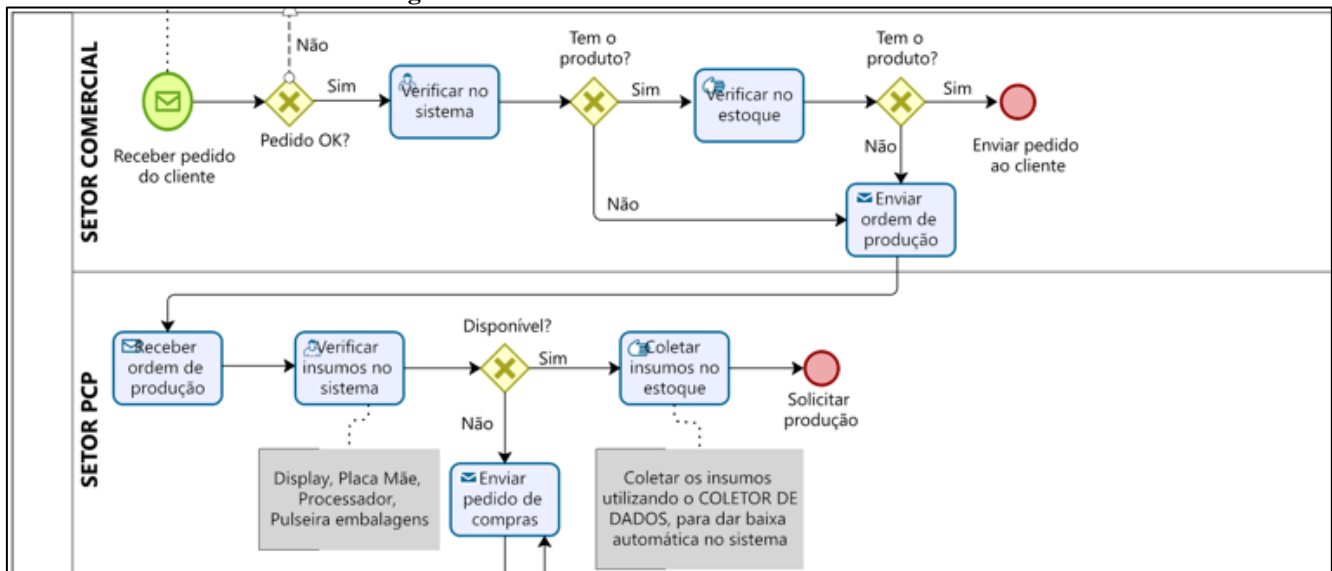 g
SETOR COMERCIAL
Não
Sim
Pedido OK?
Receber pedido
do cliente
Verificar no
sistema
Tem o
produto?
Sim
Não
Verificar no
estoque
Tem o
produto?
Sim
Não
Enviar pedido
ao cliente
Enviar
ordem de
produção
SETOR PCP
Receber
ordem de
produção
Verificar
insumos no
sistema
Disponível?
Sim
Não
Coletar
insumos no
estoque
Solicitar
produção
Display, Placa Mãe,
Processador,
Pulseira embalagens
Enviar
pedido de
compras
Coletar os insumos
utilizando o COLETOR DE
DADOS, para dar baixa
automática no sistema